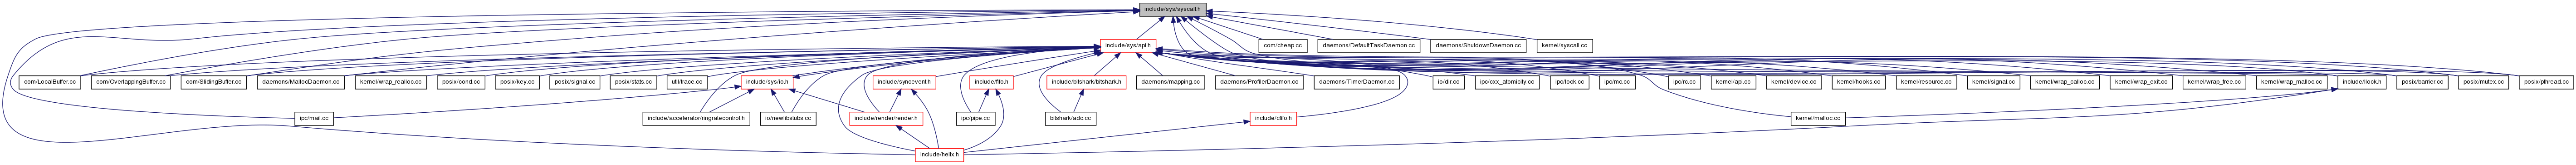 include/sys/syscall.h
include/sys/api.h
com/cheap.cc
daemons/DefaultTaskDaemon.cc
daemons/ShutdownDaemon.cc
kernel/syscall.cc
com/LocalBuffer.cc
com/OverlappingBuffer.cc
com/SlidingBuffer.cc
daemons/MallocDaemon.cc
kernel/wrap_realloc.cc
posix/cond.cc
posix/key.cc
posix/signal.cc
posix/stats.cc
util/trace.cc
include/sys/io.h
include/syncevent.h
include/fifo.h
include/bitshark/bitshark.h
daemons/mapping.cc
daemons/ProfilerDaemon.cc
daemons/TimerDaemon.cc
io/dir.cc
ipc/cxx_atomicity.cc
ipc/lock.cc
ipc/mc.cc
ipc/rc.cc
kernel/api.cc
kernel/device.cc
kernel/hooks.cc
kernel/resource.cc
kernel/signal.cc
kernel/wrap_calloc.cc
kernel/wrap_exit.cc
kernel/wrap_free.cc
kernel/wrap_malloc.cc
include/llock.h
posix/barrier.cc
posix/mutex.cc
posix/pthread.cc
ipc/mail.cc
include/accelerator/ringratecontrol.h
io/newlibstubs.cc
include/render/render.h
ipc/pipe.cc
bitshark/adc.cc
include/cfifo.h
kernel/malloc.cc
include/helix.h